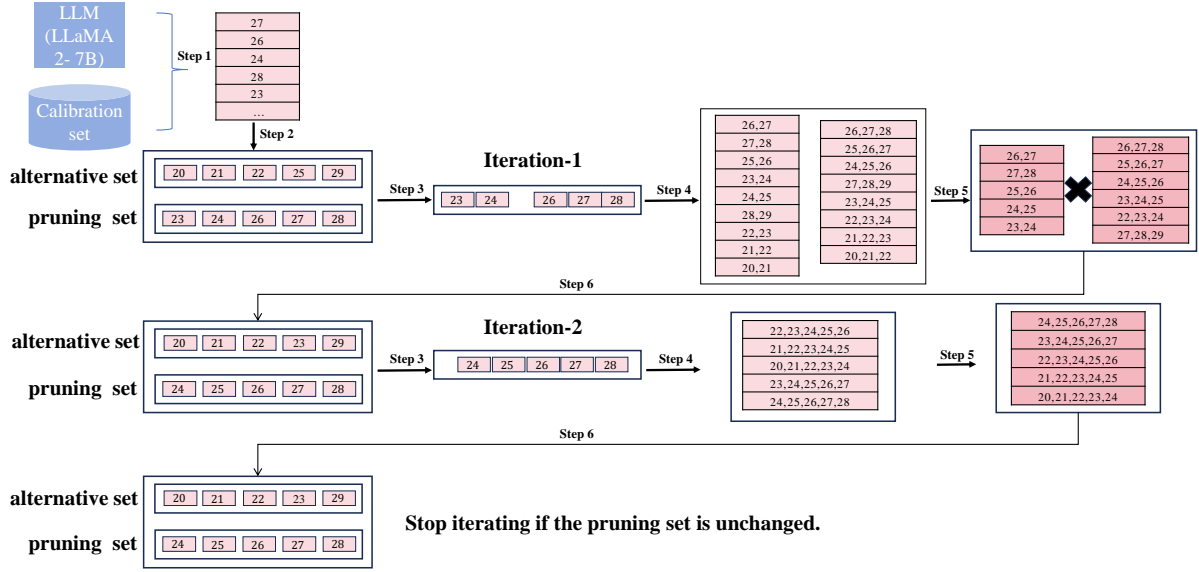 LLM
(LLaMA
2- 7B)
Calibration
set
Step 1
27
26
24
28
23
...
Step 2
alternative set
20 21 22 25 29
pruning set
23 24 26 27 28
Step 3
Iteration-1
23 24 26 27 28
Step 4
26,27
27,28
25,26
23,24
24,25
28,29
22,23
21,22
20,21
26,27,28
25,26,27
24,25,26
27,28,29
23,24,25
22,23,24
21,22,23
20,21,22
Step 5
26,27
27,28
25,26
24,25
23,24
26,27,28
25,26,27
24,25,26
23,24,25
22,23,24
27,28,29
Step 6
alternative set
20 21 22 23 29
pruning set
24 25 26 27 28
Step 3
Iteration-2
24 25 26 27 28
Step 4
22,23,24,25,26
21,22,23,24,25
20,21,22,23,24
23,24,25,26,27
24,25,26,27,28
Step 5
24,25,26,27,28
23,24,25,26,27
22,23,24,25,26
21,22,23,24,25
20,21,22,23,24
Step 6
alternative set
20 21 22 23 29
pruning set
24 25 26 27 28
Stop iterating if the pruning set is unchanged.